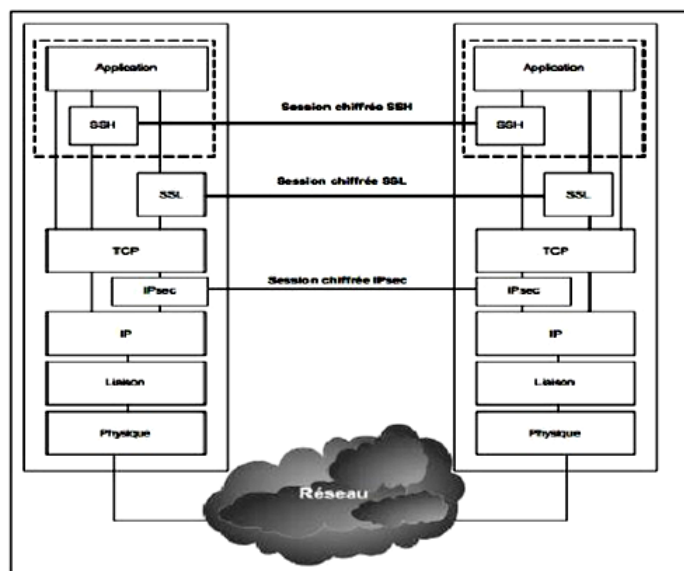 Application
Application
Session chiffrée SSH
SSH
SSH
Session chiffrée SSL
SSL
SSL
TCP
TCP
Session chiffrée IPsec
IPsec
IPsec
IP
IP
Liaison
Liaison
Physique
Physique
Réseau